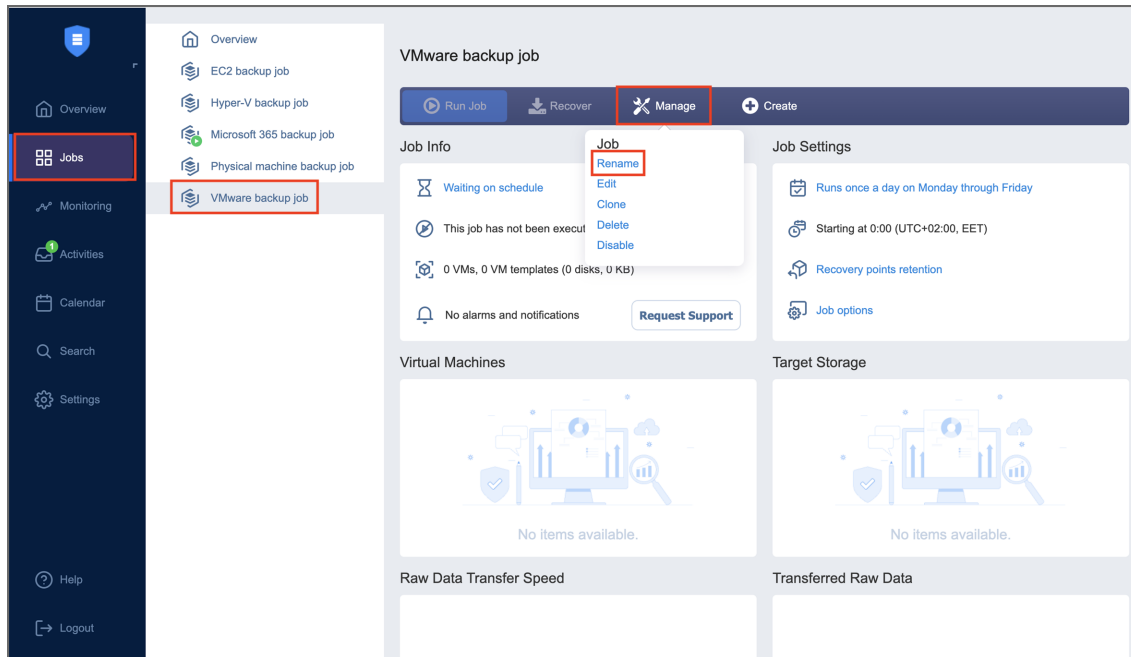 Overview
Jobs
Monitoring
1
Activities
Calendar
Search
Settings
Help
Logout
Overview
EC2 backup job
Hyper-V backup job
Microsoft 365 backup job
Physical machine backup job
VMware backup job
VMware backup job
Run Job
Recover
Manage
Create
Job
Rename
Edit
Clone
Delete
Disable
Job Info
Waiting on schedule
This job has not been execut
0 VMs, 0 VM templates (0 disks, 0 KB)
No alarms and notifications
Request Support
Job Settings
Runs once a day on Monday through Friday
Starting at 0:00 (UTC+02:00, EET)
Recovery points retention
Job options
Virtual Machines
No items available.
Target Storage
No items available.
Raw Data Transfer Speed
Transferred Raw Data